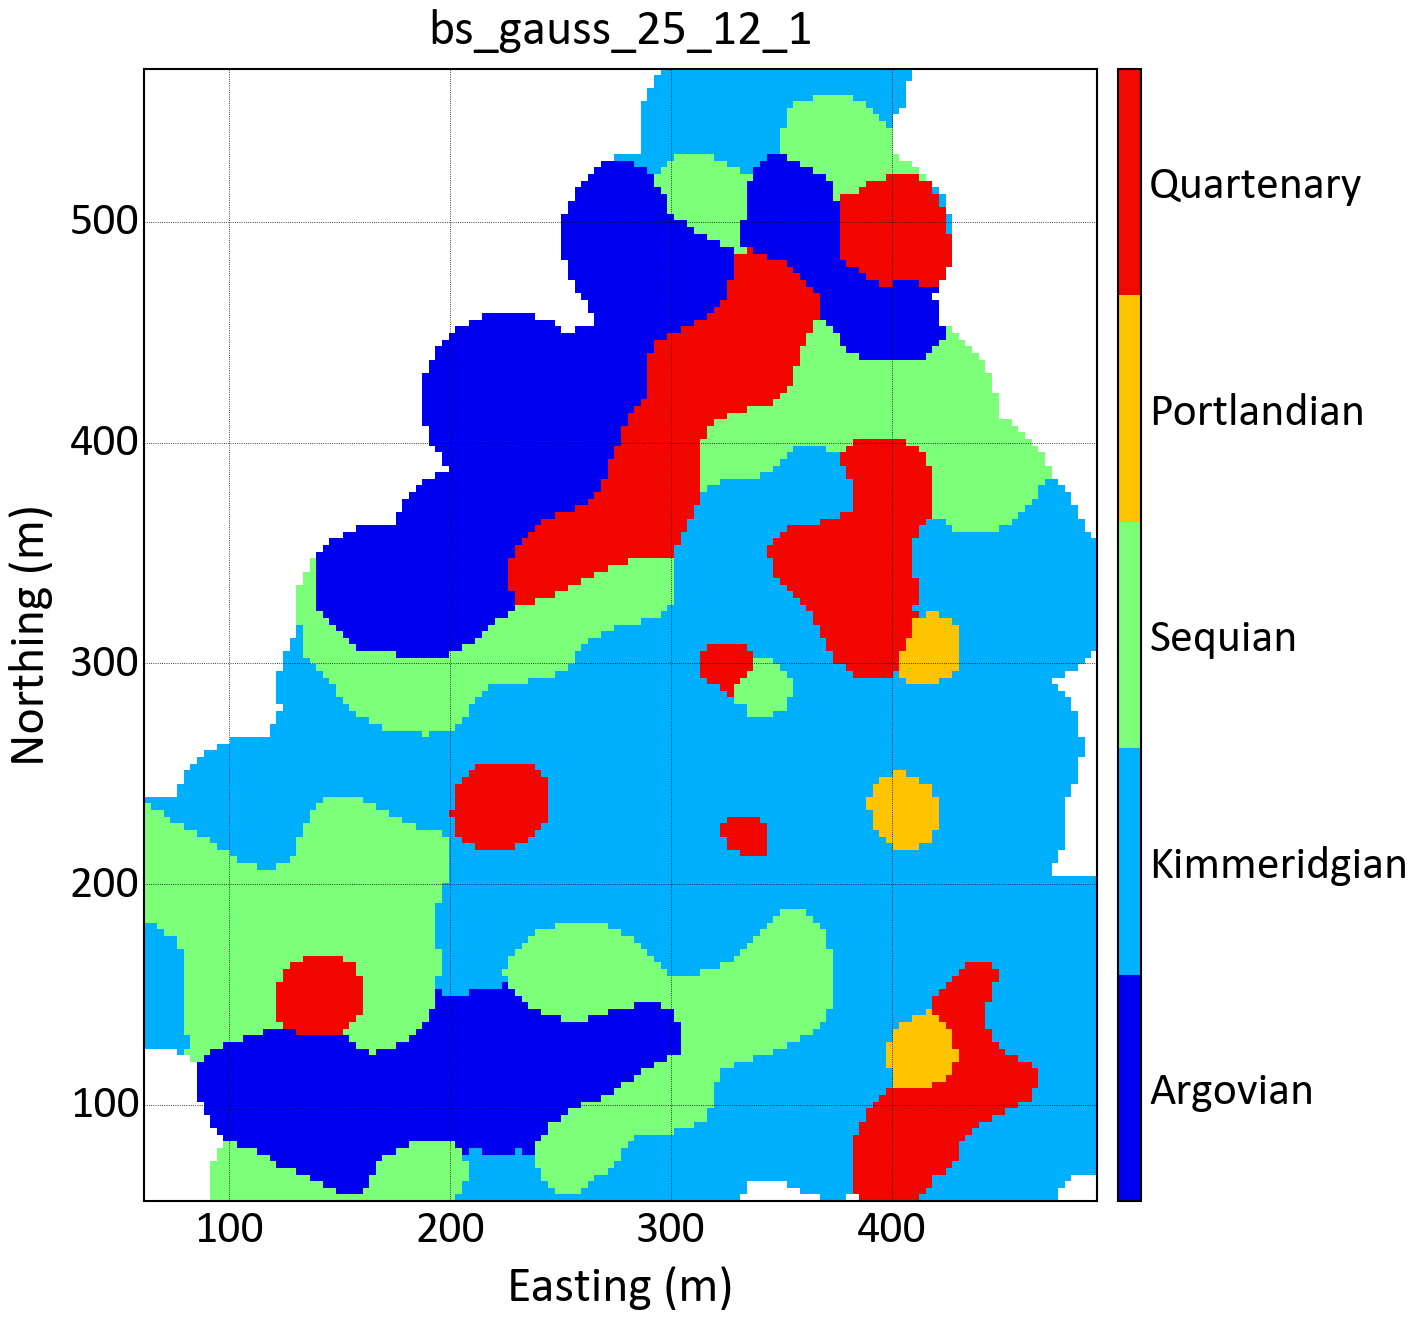 bs_gauss_25_12_1
500
400
300
200
100
Northing (m)
100 200 300 400
Easting (m)
Quartenary
Portlandian
Sequian
Kimmeridgian
Argovian